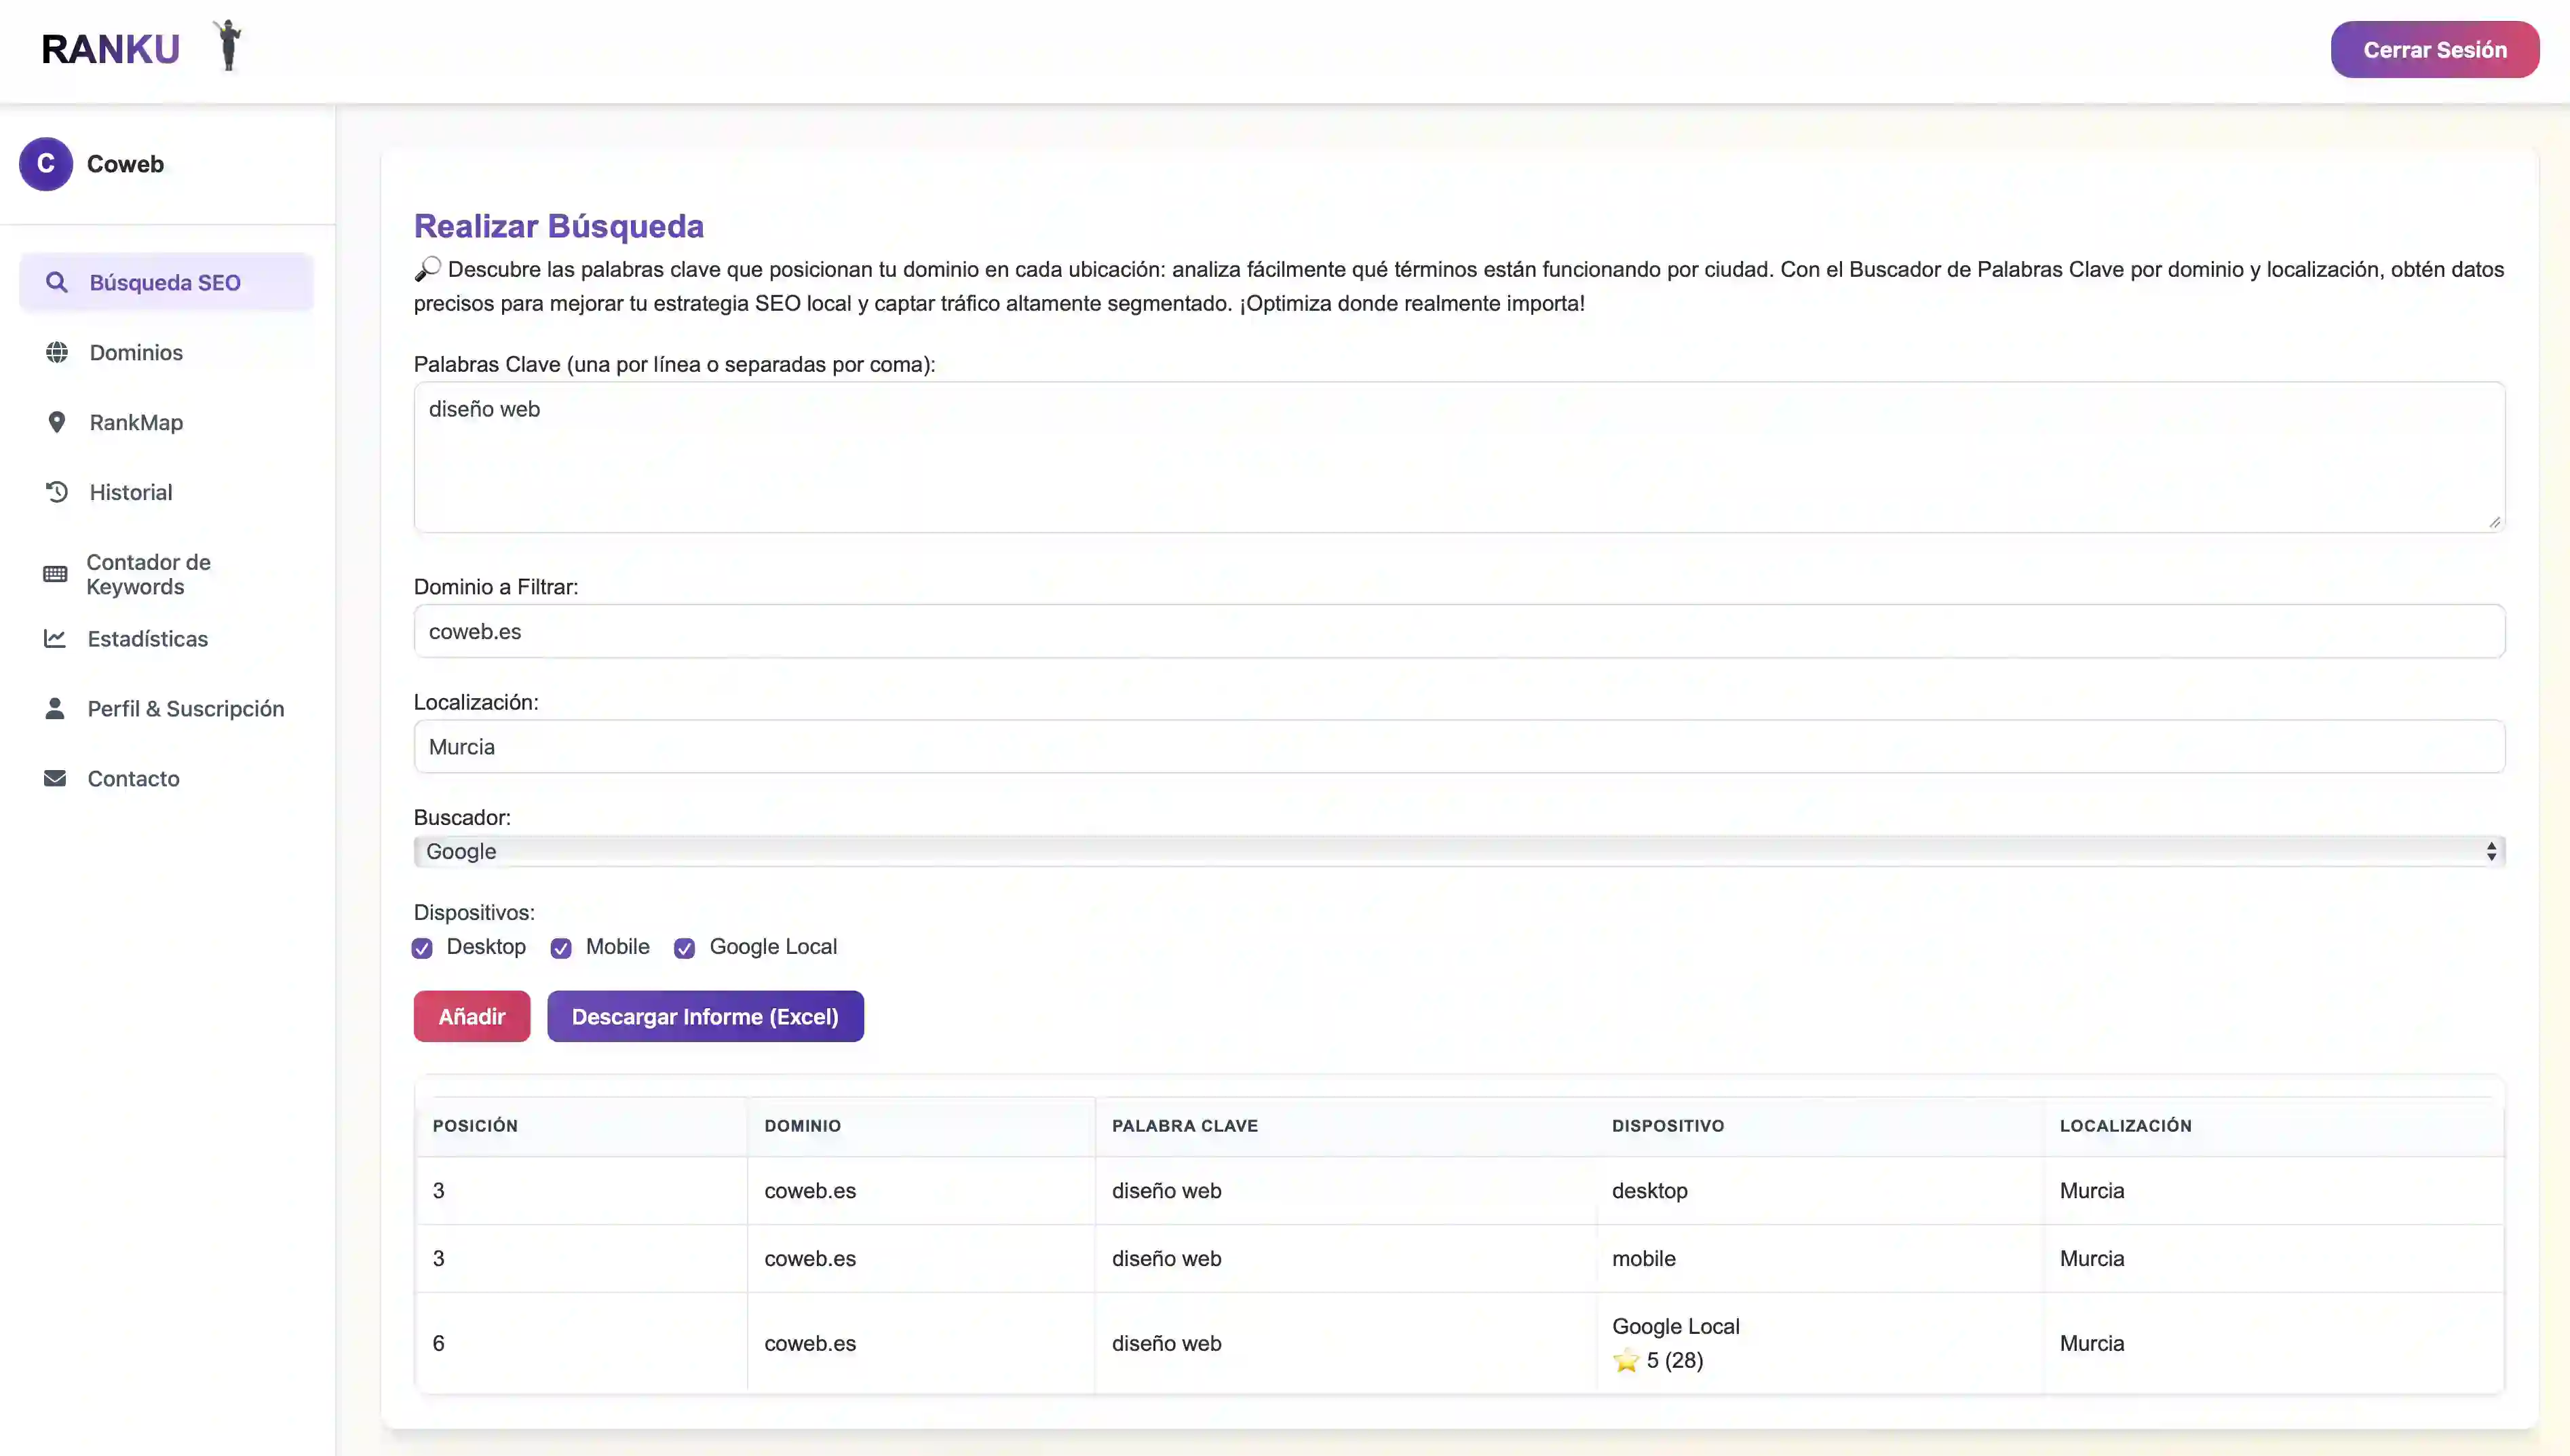 RANKU
Cerrar Sesión
C
Coweb
Búsqueda SEO
Dominios
RankMap
Historial
Contador de
Keywords
Estadísticas
Perfil & Suscripción
Contacto
Realizar Búsqueda
🔎 Descubre las palabras clave que posicionan tu dominio en cada ubicación: analiza fácilmente qué términos están funcionando por ciudad. Con el Buscador de Palabras Clave por dominio y localización, obtén datos
precisos para mejorar tu estrategia SEO local y captar tráfico altamente segmentado. ¡Optimiza donde realmente importa!
Palabras Clave (una por línea o separadas por coma):
diseño web
Dominio a Filtrar:
coweb.es
Localización:
Murcia
Buscador:
Google
Dispositivos:
Desktop Mobile Google Local
Añadir Descargar Informe (Excel)
POSICIÓN DOMINIO PALABRA CLAVE DISPOSITIVO LOCALIZACIÓN
3 coweb.es diseño web desktop Murcia
3 coweb.es diseño web mobile Murcia
6 coweb.es diseño web Google Local Murcia
⭐ 5 (28)